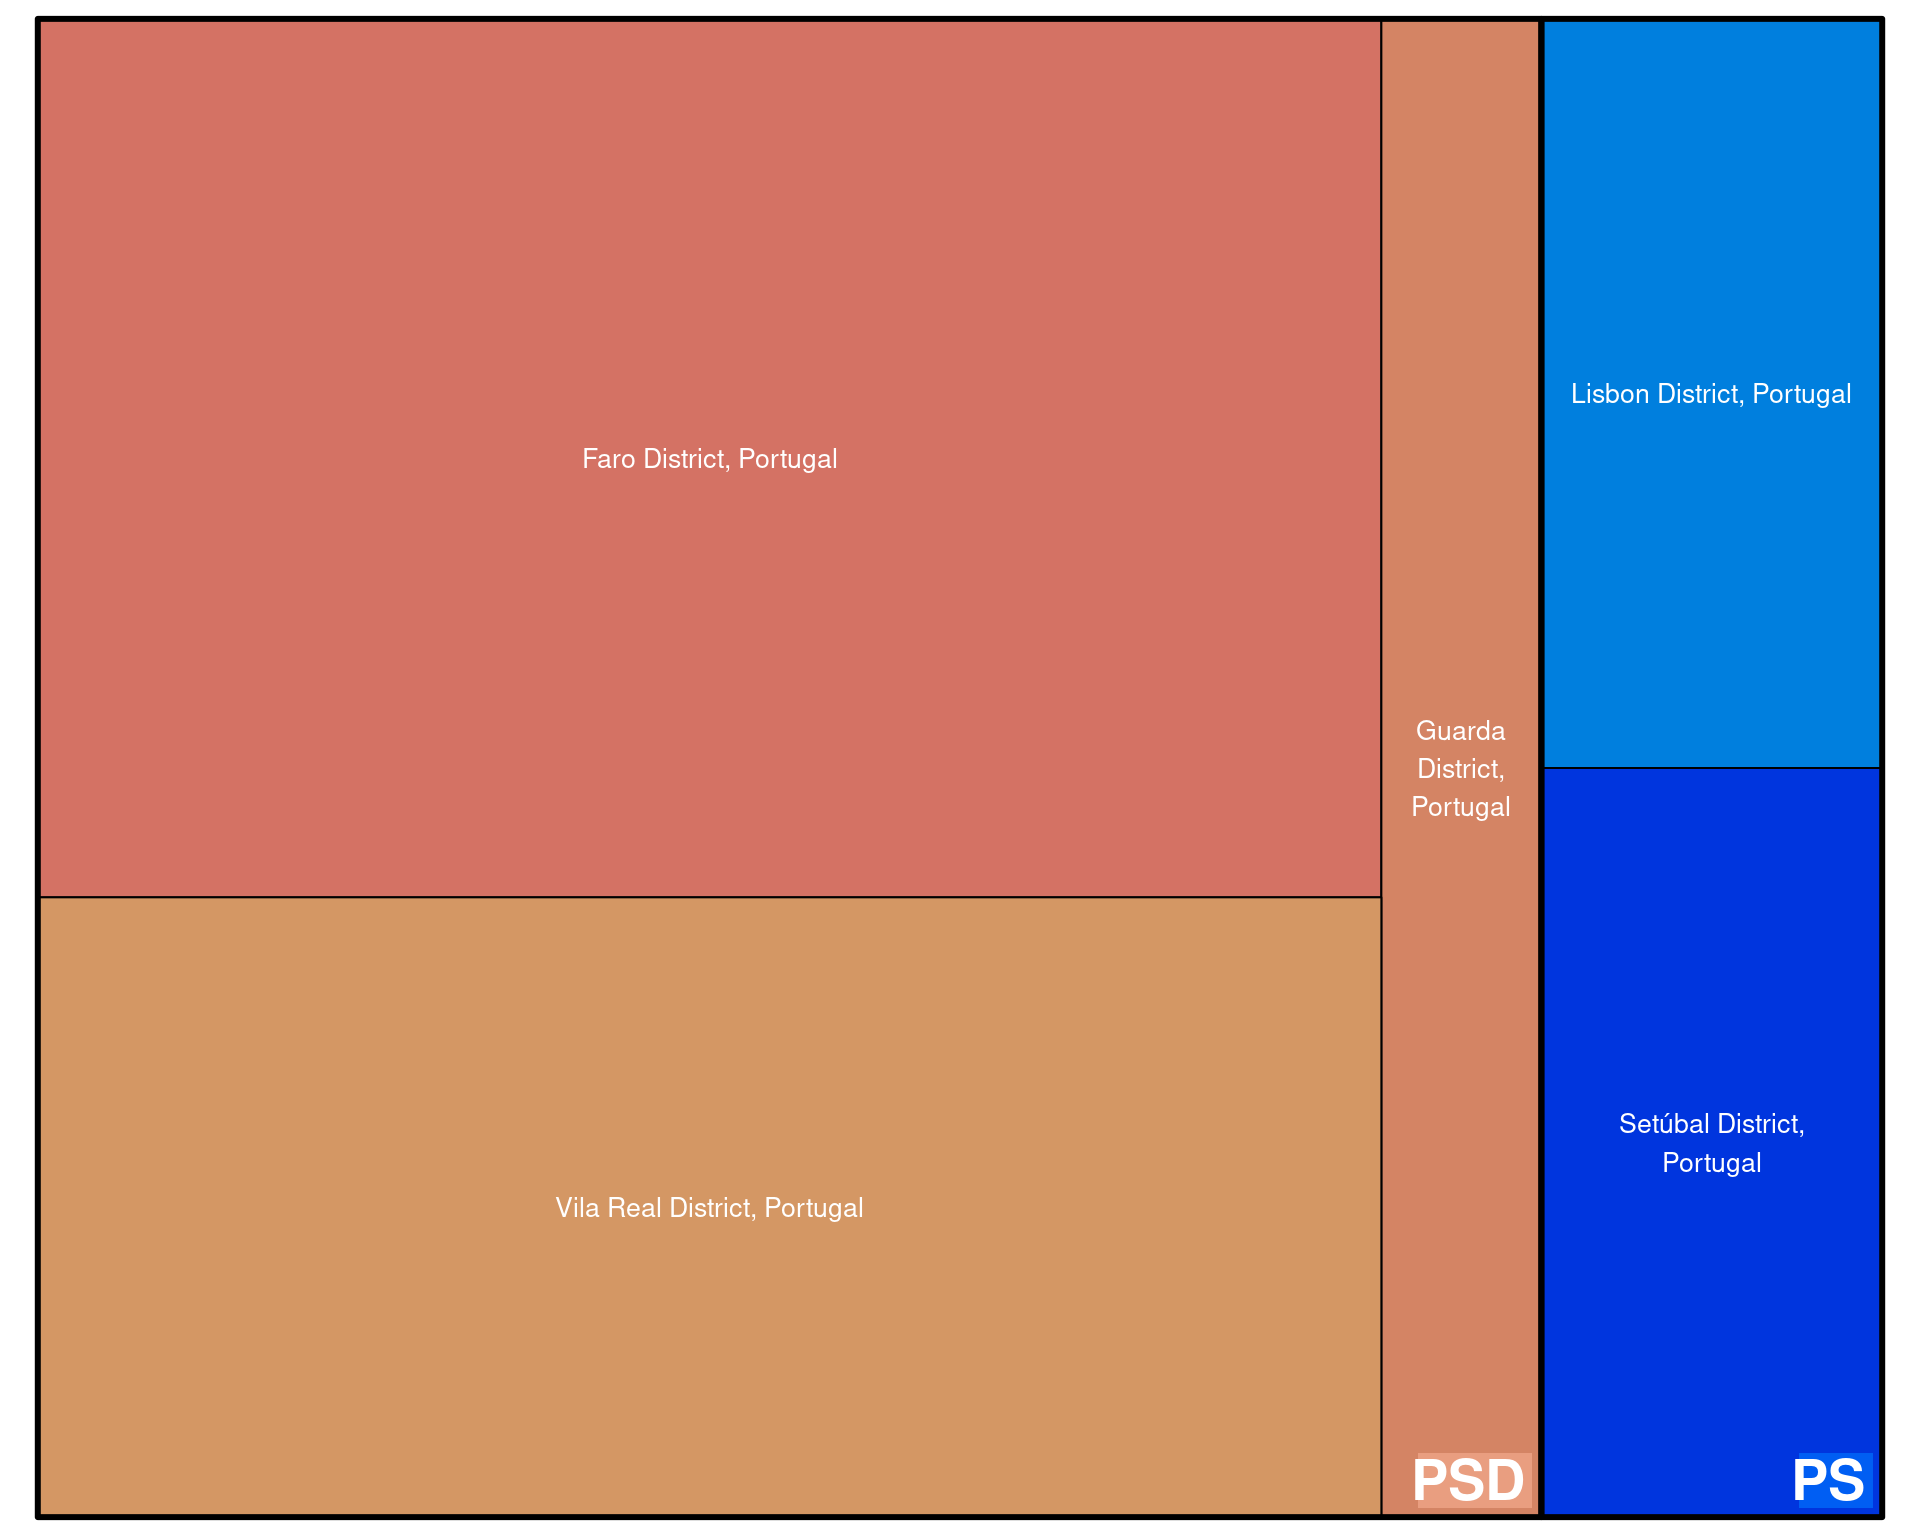 Faro District, Portugal
Vila Real District, Portugal
Guarda
District,
Portugal
PSD
Lisbon District, Portugal
Setúbal District,
Portugal
PS